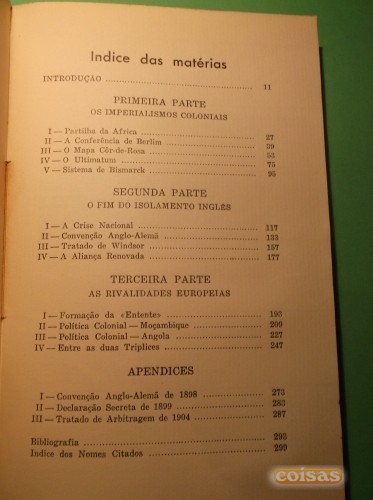 Indice das matérias
INTRODUÇÃO 11
PRIMEIRA PARTE
OS IMPERIALISMOS COLONIAIS
I — Partilha da Africa 27
II — A Conferência de Berlim 39
III — O Mapa Côr-de-Rosa 53
IV — O Ultimatum 75
V — Sistema de Bismarck 95
SEGUNDA PARTE
O FIM DO ISOLAMENTO INGLÊS
I — A Crise Nacional 117
II — Convenção Anglo-Alemã 133
III — Tratado de Windsor 157
IV — A Aliança Renovada 177
TERCEIRA PARTE
AS RIVALIDADES EUROPEIAS
I — Formação da «Entente» 193
II — Política Colonial — Moçambique 209
III — Política Colonial — Angola 227
IV — Entre as duas Tríplices 247
APENDICES
I — Convenção Anglo-Alemã de 1898 273
II — Declaração Secreta de 1899 283
III — Tratado de Arbitragem de 1904 287
Bibliografia 293
Indice dos Nomes Citados 299
coisas